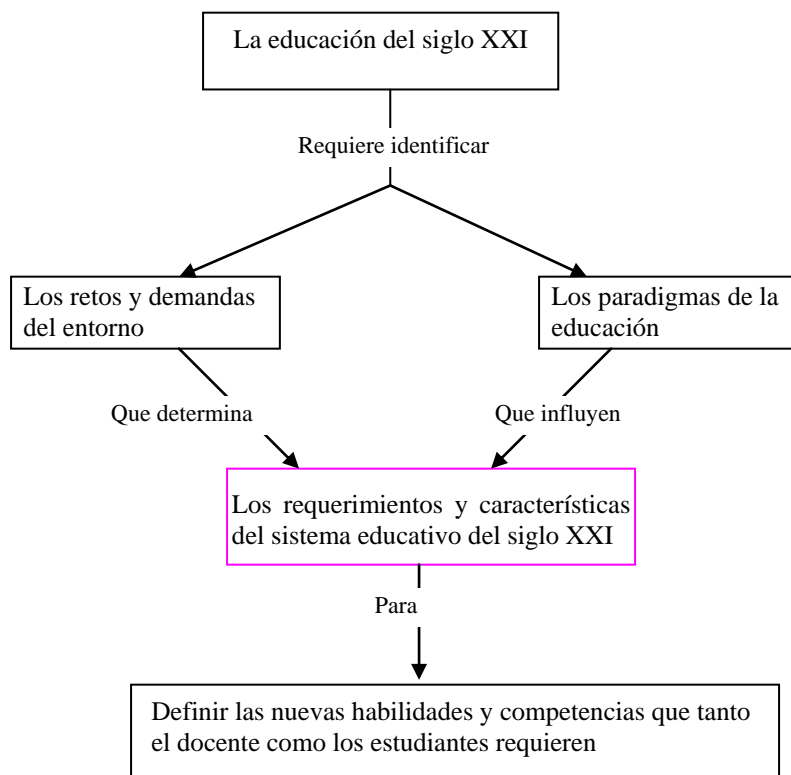 La educación del siglo XXI
Requiere identificar
Los retos y demandas
del entorno
Los paradigmas de la
educación
Que determina
Que influyen
Los requerimientos y características
del sistema educativo del siglo XXI
Para
Definir las nuevas habilidades y competencias que tanto
el docente como los estudiantes requieren